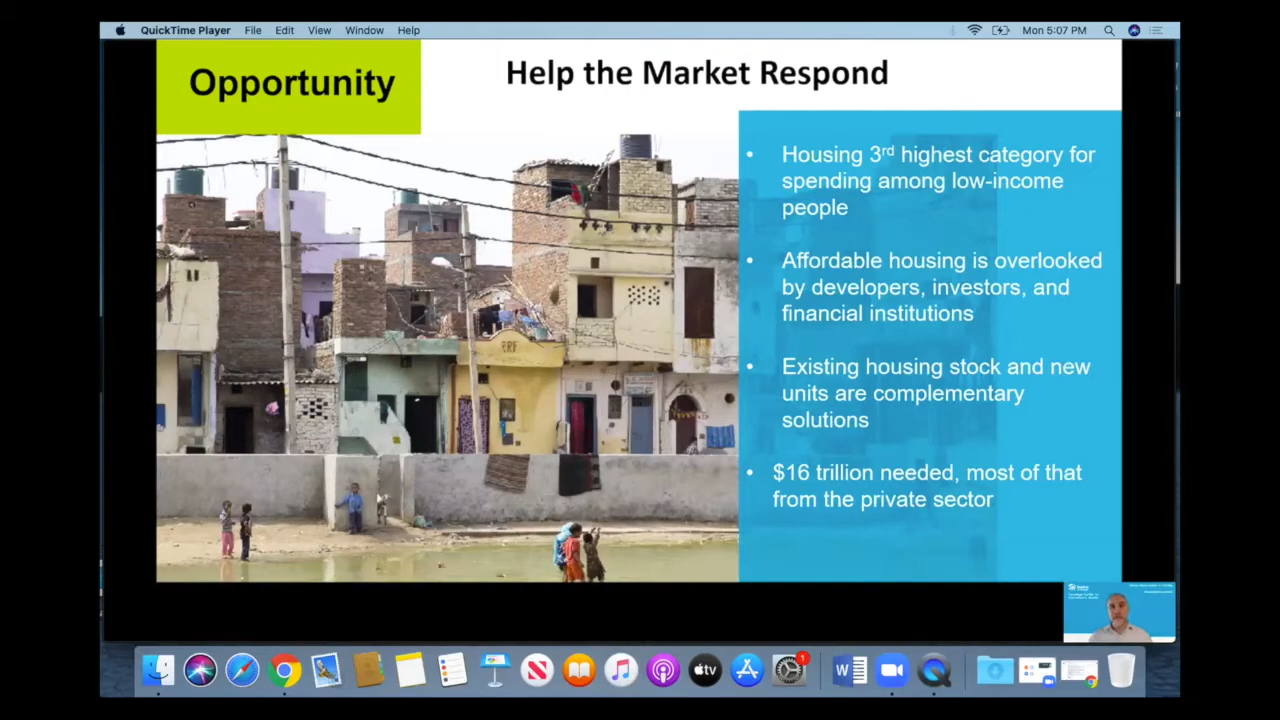 QuickTime Player File Edit View Window Help Mon 5:07 PM
Opportunity
Help the Market Respond
• Housing 3rd highest category for
spending among low-income
people
• Affordable housing is overlooked
by developers, investors, and
financial institutions
• Existing housing stock and new
units are complementary
solutions
• $16 trillion needed, most of that
from the private sector
1
tv
W